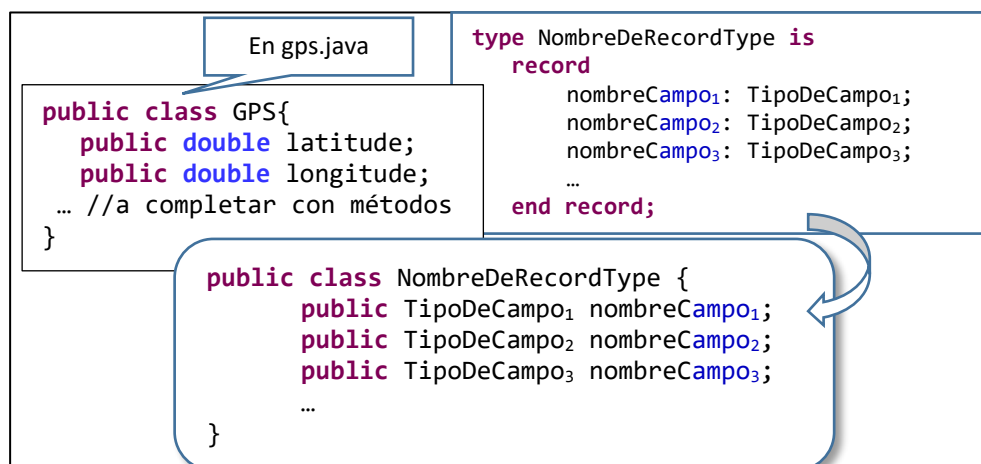 En gps.java
public class GPS{
public double latitude;
public double longitude;
… //a completar con métodos
}
type NombreDeRecordType is
record
nombreCampo₁: TipoDeCampo₁;
nombreCampo₂: TipoDeCampo₂;
nombreCampo₃: TipoDeCampo₃;
…
end record;
public class NombreDeRecordType {
public TipoDeCampo₁ nombreCampo₁;
public TipoDeCampo₂ nombreCampo₂;
public TipoDeCampo₃ nombreCampo₃;
…
}